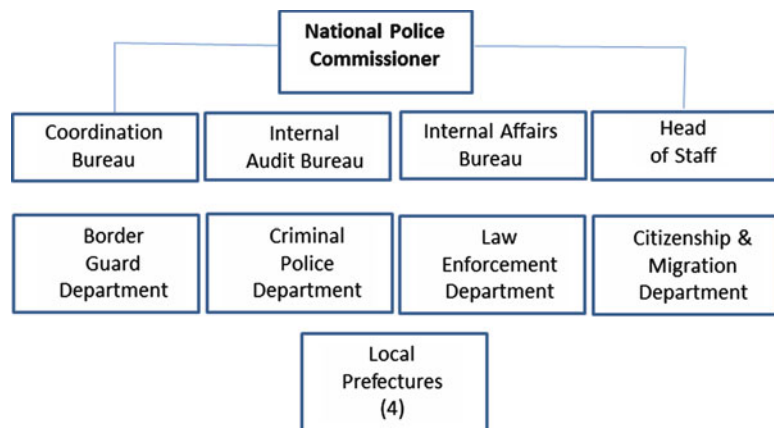 National Police
Commissioner
Coordination
Bureau
Internal
Audit Bureau
Internal Affairs
Bureau
Head
of Staff
Border
Guard
Department
Criminal
Police
Department
Law
Enforcement
Department
Citizenship &
Migration
Department
Local
Prefectures
(4)